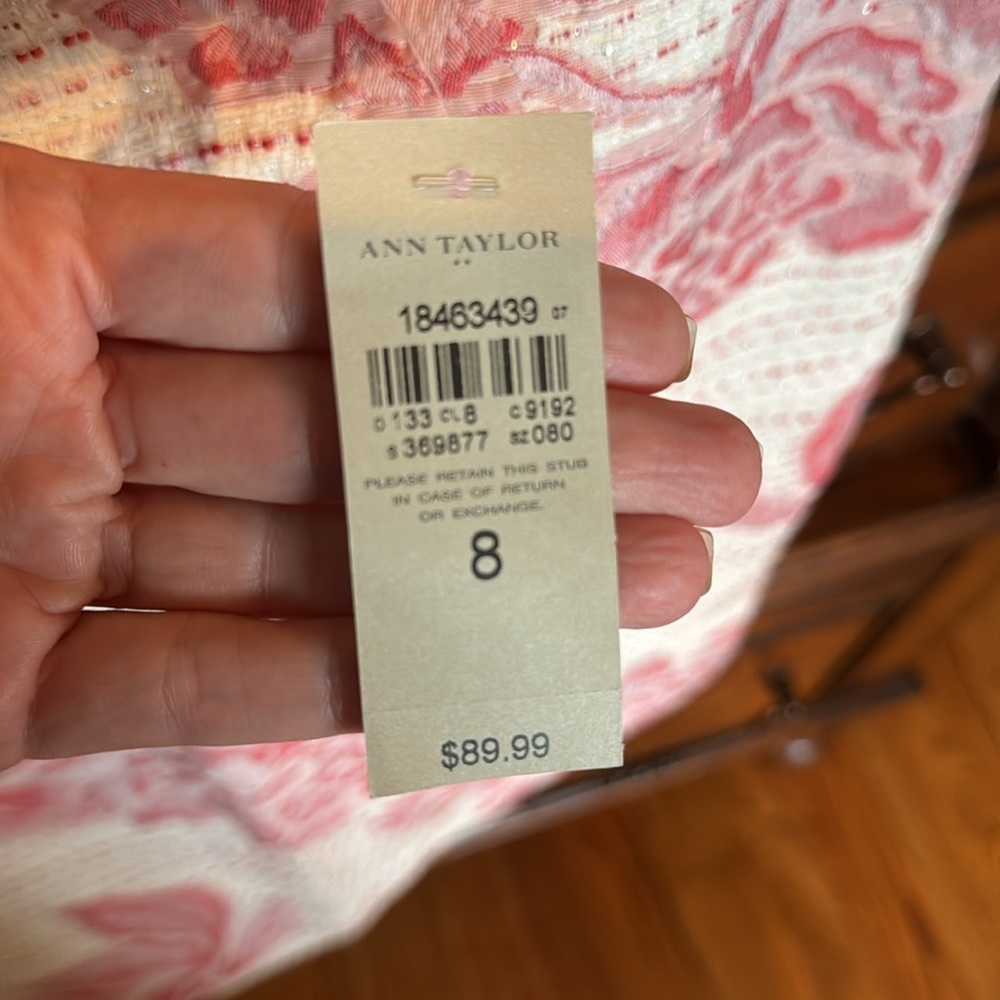 ANN TAYLOR
18463439 07
D 133 CL 8 C 9192
S 369877 SZ 080
PLEASE RETAIN THIS STUB
IN CASE OF RETURN
OR EXCHANGE.
8
$89.99